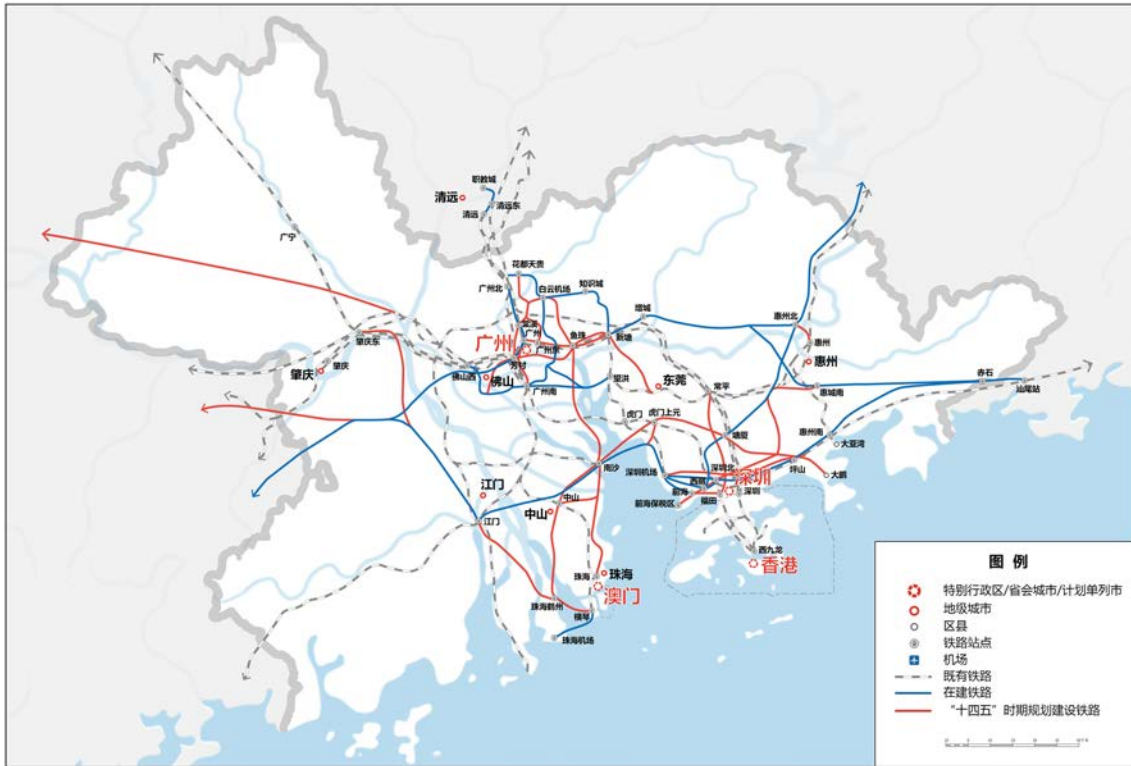 职教城
清远
清远东
清远
广宁
花都天贵
广州北
白云机场
知识城
增城
惠州北
广州
鱼珠
新塘
惠州
广州
广州东
肇庆东
芳村
惠州
肇庆
肇庆
佛山西
佛山
望洪
东莞
常平
惠城南
赤石
汕尾站
广州南
虎门
虎门上元
塘厦
惠州南
大亚湾
南沙
深圳机场
深圳北
坪山
大鹏
西丽
深圳
江门
前海
福田
深圳
中山
前海保税区
中山
江门
西九龙
香港
珠海
珠海
澳门
珠海鹤州
横琴
珠海机场
图例
特别行政区/省会城市/计划单列市
地级城市
区县
铁路站点
机场
既有铁路
在建铁路
“十四五”时期规划建设铁路